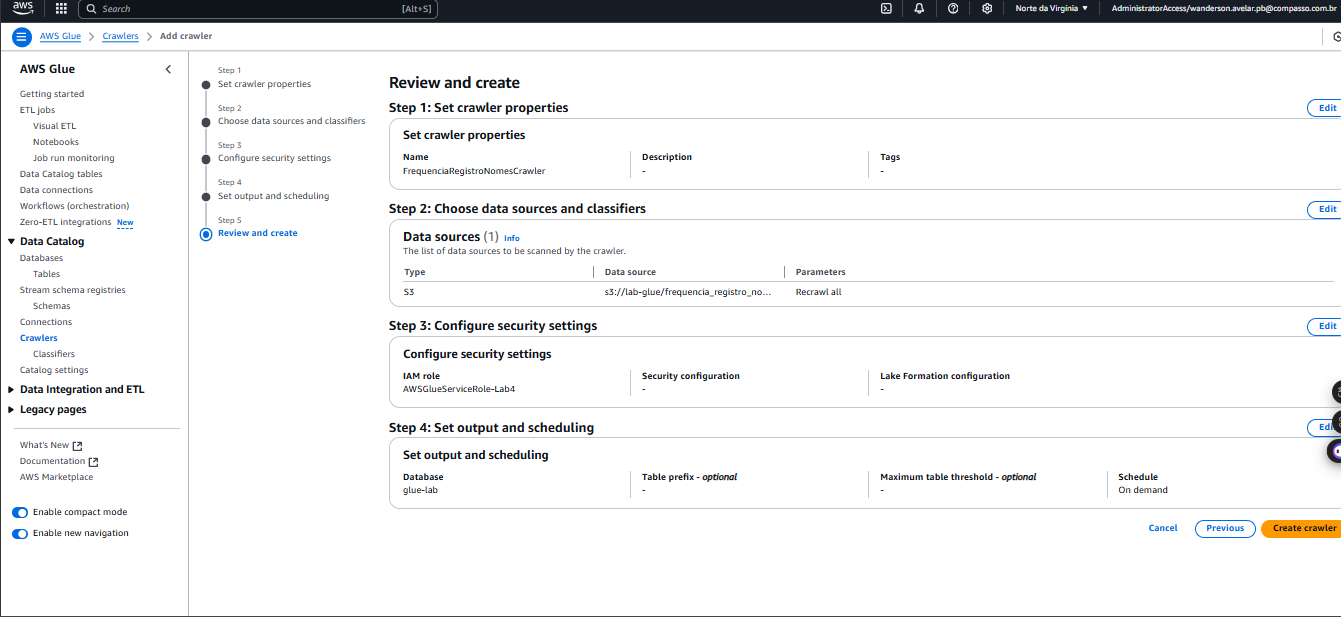 aws
Search
[Alt+S]
Norte da Virgínia
AdministratorAccess/wanderson.avelar.pb@compasso.com.br
AWS Glue
Crawlers
Add crawler
AWS Glue
Getting started
ETL jobs
Visual ETL
Notebooks
Job run monitoring
Data Catalog tables
Data connections
Workflows (orchestration)
Zero-ETL integrations New
Data Catalog
Databases
Tables
Stream schema registries
Schemas
Connections
Crawlers
Classifiers
Catalog settings
Data Integration and ETL
Legacy pages
What's New
Documentation
AWS Marketplace
Enable compact mode
Enable new navigation
Step 1
Set crawler properties
Step 2
Choose data sources and classifiers
Step 3
Configure security settings
Step 4
Set output and scheduling
Step 5
Review and create
Review and create
Step 1: Set crawler properties
Edit
Set crawler properties
Name
FrequenciaRegistroNomesCrawler
Description
-
Tags
-
Step 2: Choose data sources and classifiers
Edit
Data sources (1) Info
The list of data sources to be scanned by the crawler.
Type
Data source
Parameters
S3
s3://lab-glue/frequencia_registro_no...
Recrawl all
Step 3: Configure security settings
Edit
Configure security settings
IAM role
AWSGlueServiceRole-Lab4
Security configuration
-
Lake Formation configuration
-
Step 4: Set output and scheduling
Set output and scheduling
Database
glue-lab
Table prefix - optional
-
Maximum table threshold - optional
-
Schedule
On demand
Cancel
Previous
Create crawler